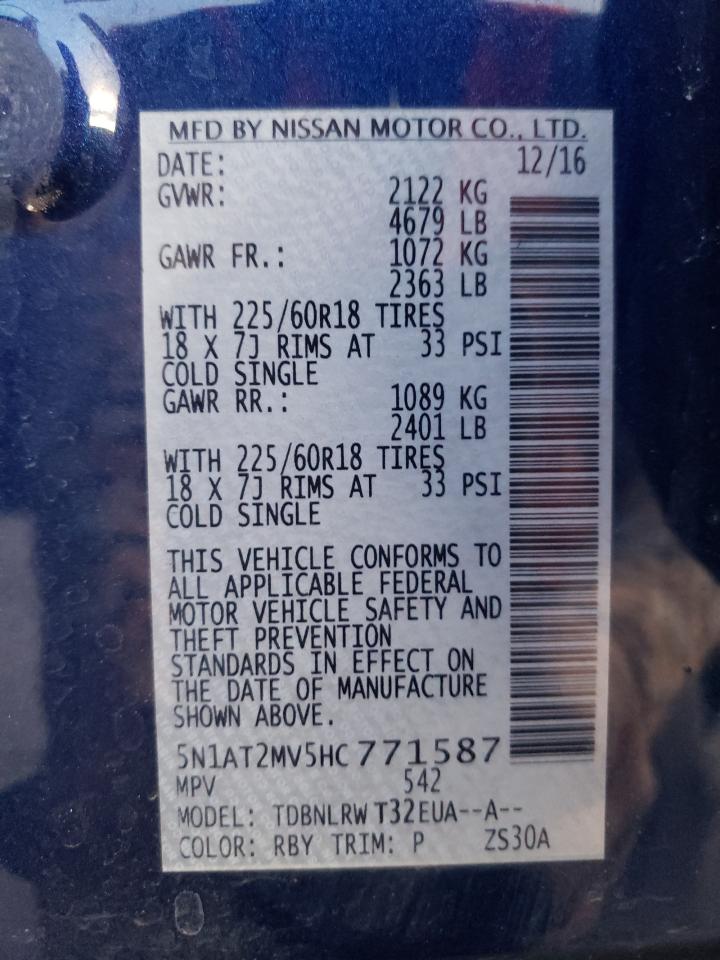 MFD BY NISSAN MOTOR CO., LTD.
DATE: 12/16
GVWR: 2122 KG
4679 LB
GAWR FR.: 1072 KG
2363 LB
WITH 225/60R18 TIRES
18 X 7J RIMS AT 33 PSI
COLD SINGLE
GAWR RR.: 1089 KG
2401 LB
WITH 225/60R18 TIRES
18 X 7J RIMS AT 33 PSI
COLD SINGLE
THIS VEHICLE CONFORMS TO
ALL APPLICABLE FEDERAL
MOTOR VEHICLE SAFETY AND
THEFT PREVENTION
STANDARDS IN EFFECT ON
THE DATE OF MANUFACTURE
SHOWN ABOVE.
5N1AT2MV5HC771587
MPV 542
MODEL: TDBNLRWT32EUA--A--
COLOR: RBY TRIM: P ZS30A